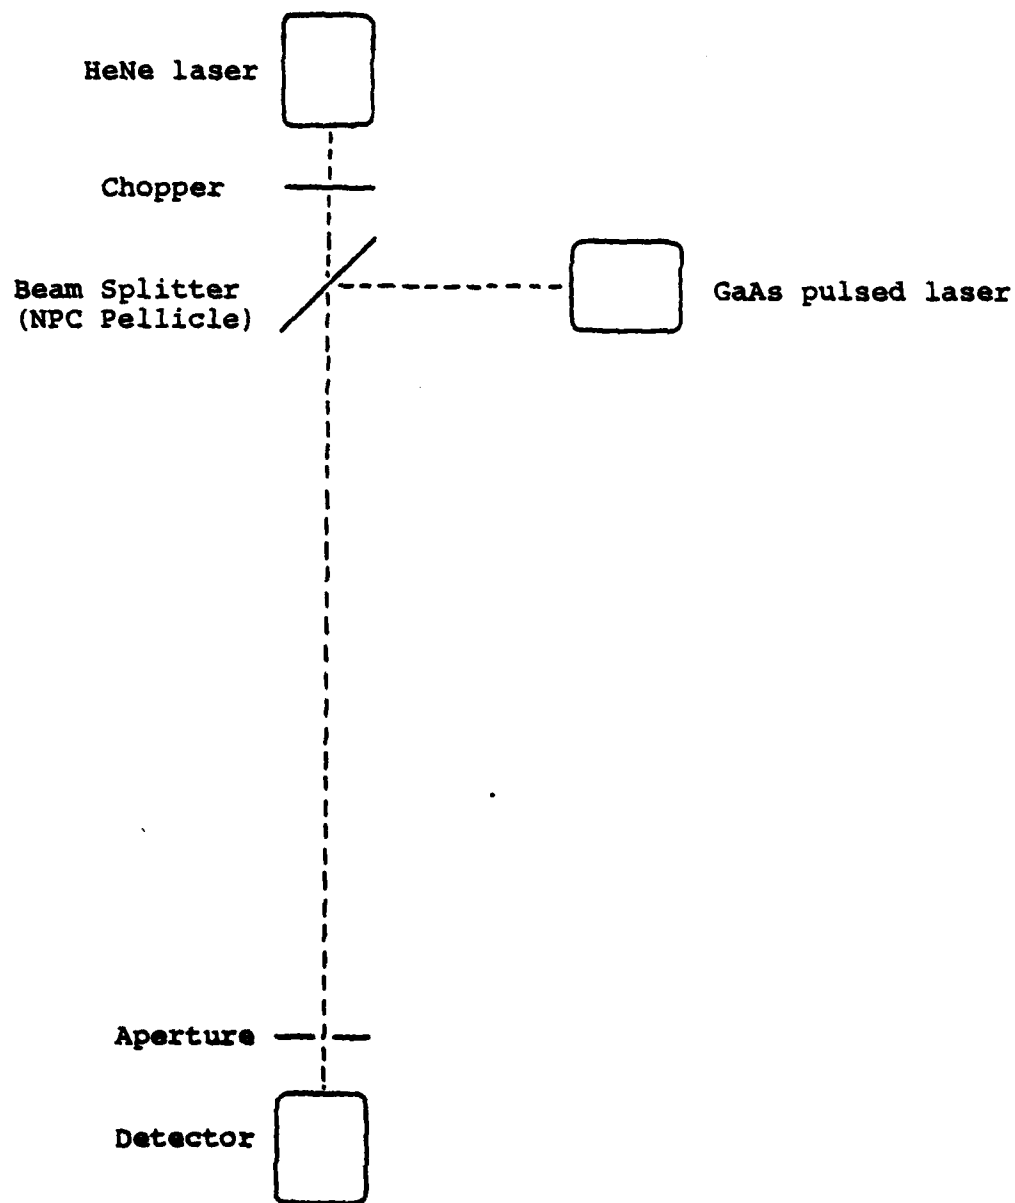 HeNe laser
Chopper
Beam Splitter
(NPC Pellicle)
GaAs pulsed laser
Aperture
Detector